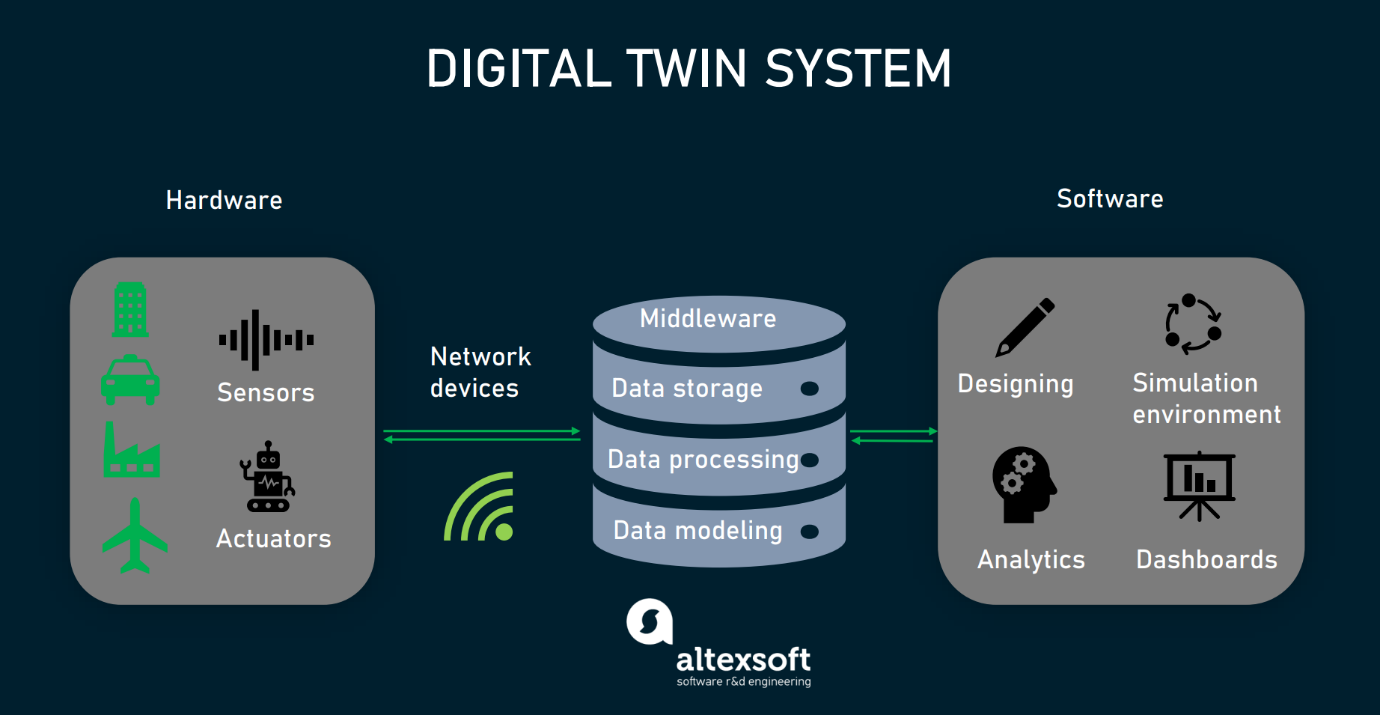 DIGITAL TWIN SYSTEM
Hardware
Sensors
Actuators
Network
devices
Middleware
Data storage
Data processing
Data modeling
Software
Designing
Simulation
environment
Analytics
Dashboards
altexsoft
software r&d engineering